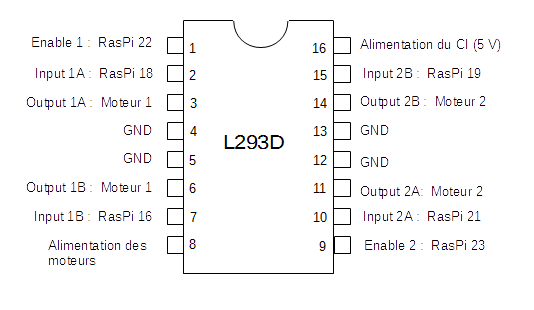 Enable 1 : RasPi 22
1
16
Alimentation du CI (5 V)
Input 1A : RasPi 18
2
15
Input 2B : RasPi 19
Output 1A : Moteur 1
3
14
Output 2B : Moteur 2
GND
4
13
GND
L293D
GND
5
12
GND
Output 1B : Moteur 1
6
11
Output 2A: Moteur 2
Input 1B : RasPi 16
7
10
Input 2A : RasPi 21
Alimentation des
moteurs
8
9
Enable 2 : RasPi 23